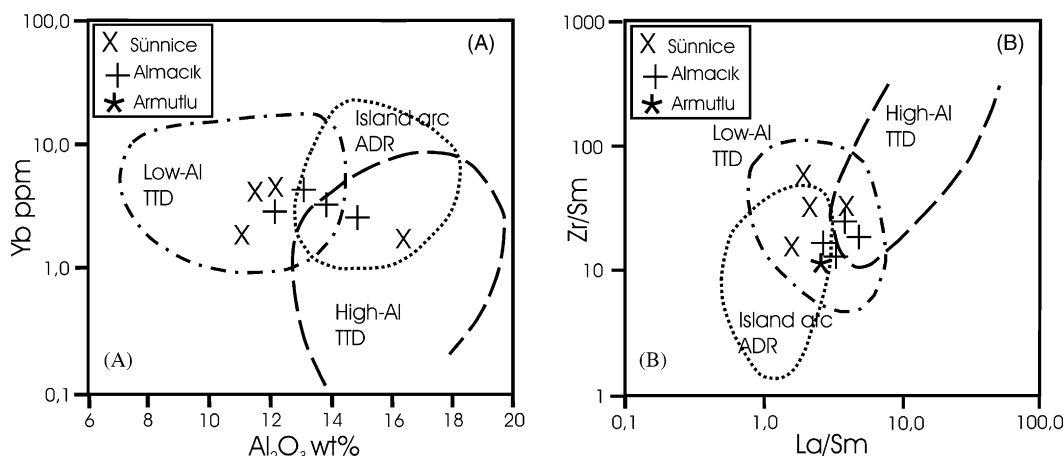 100,0
10,0
1,0
0,1
Yb ppm
Sünnice
Almacık
Armutlu
(A)
Island arc
ADR
Low-Al
TTD
High-Al
TTD
(A)
6
8
10
12
14
16
18
20
Al2O3 wt%
1000
100
10
1
Zr/Sm
Sünnice
Almacık
Armutlu
(B)
Low-Al
TTD
High-Al
TTD
Island arc
ADR
(B)
0,1
1,0
10,0
100,0
La/Sm